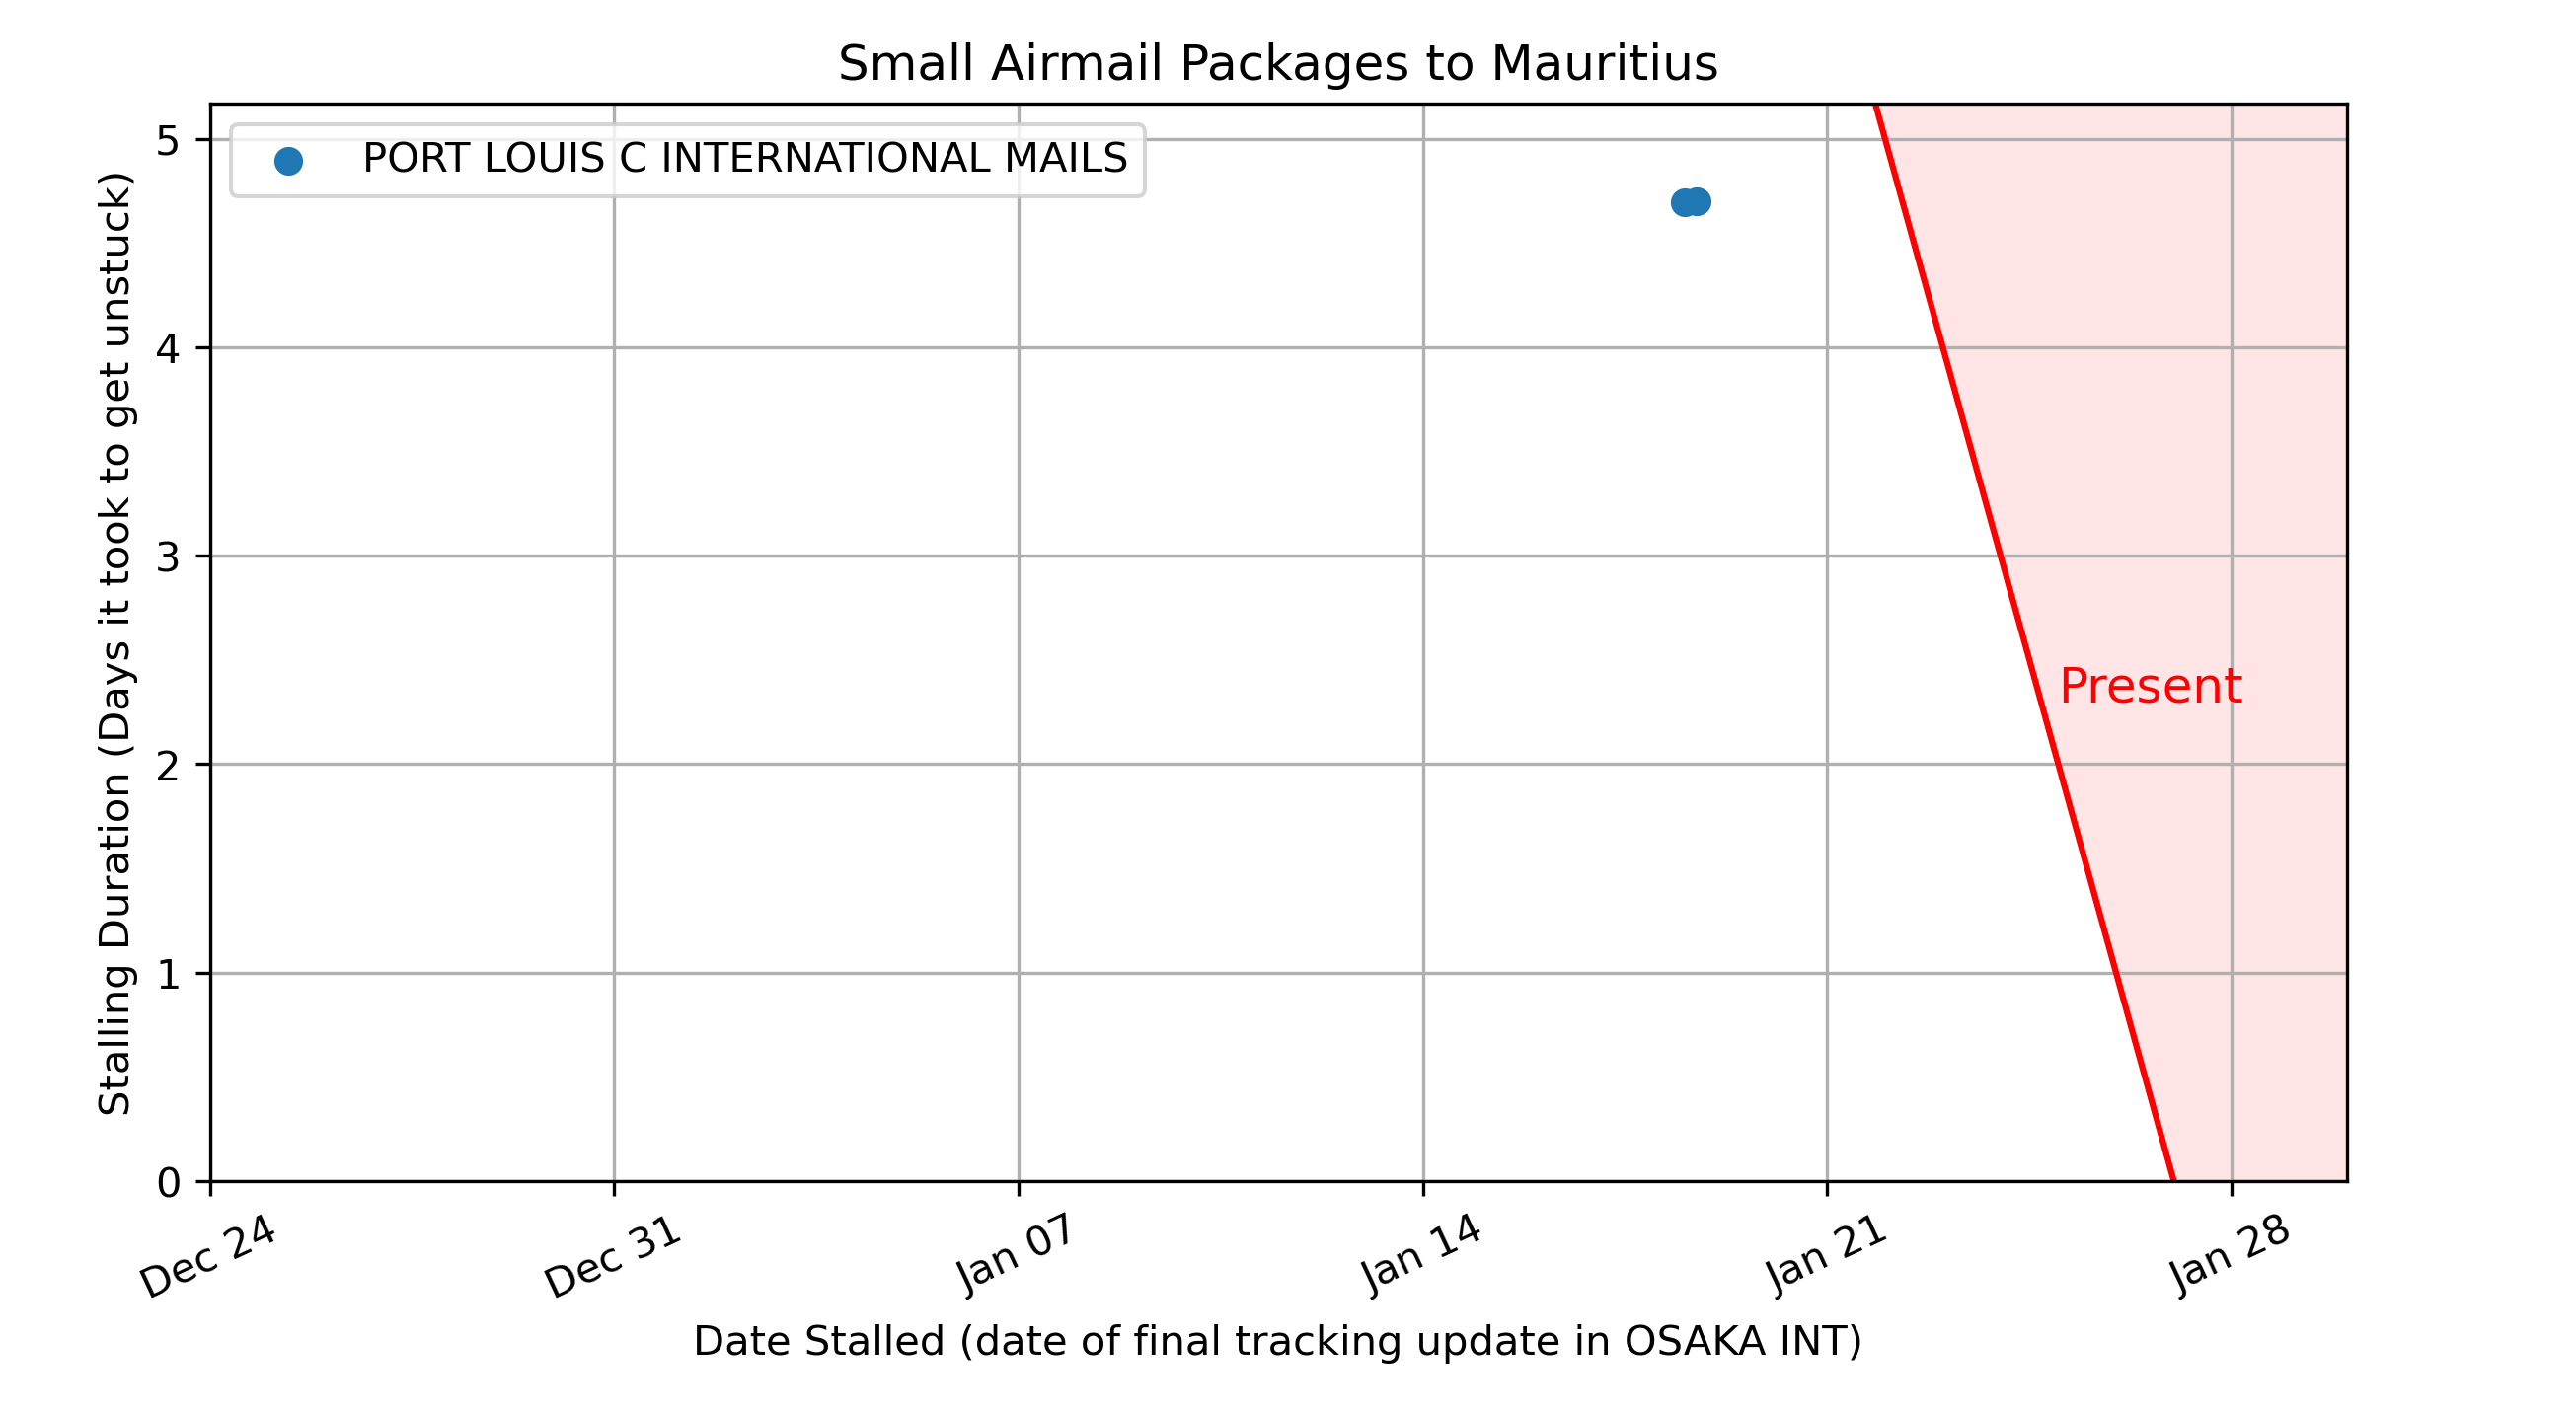 Small Airmail Packages to Mauritius
PORT LOUIS C INTERNATIONAL MAILS
Stalling Duration (Days it took to get unstuck)
5
4
3
2
1
0
Present
Dec 24
Dec 31
Jan 07
Jan 14
Jan 21
Jan 28
Date Stalled (date of final tracking update in OSAKA INT)